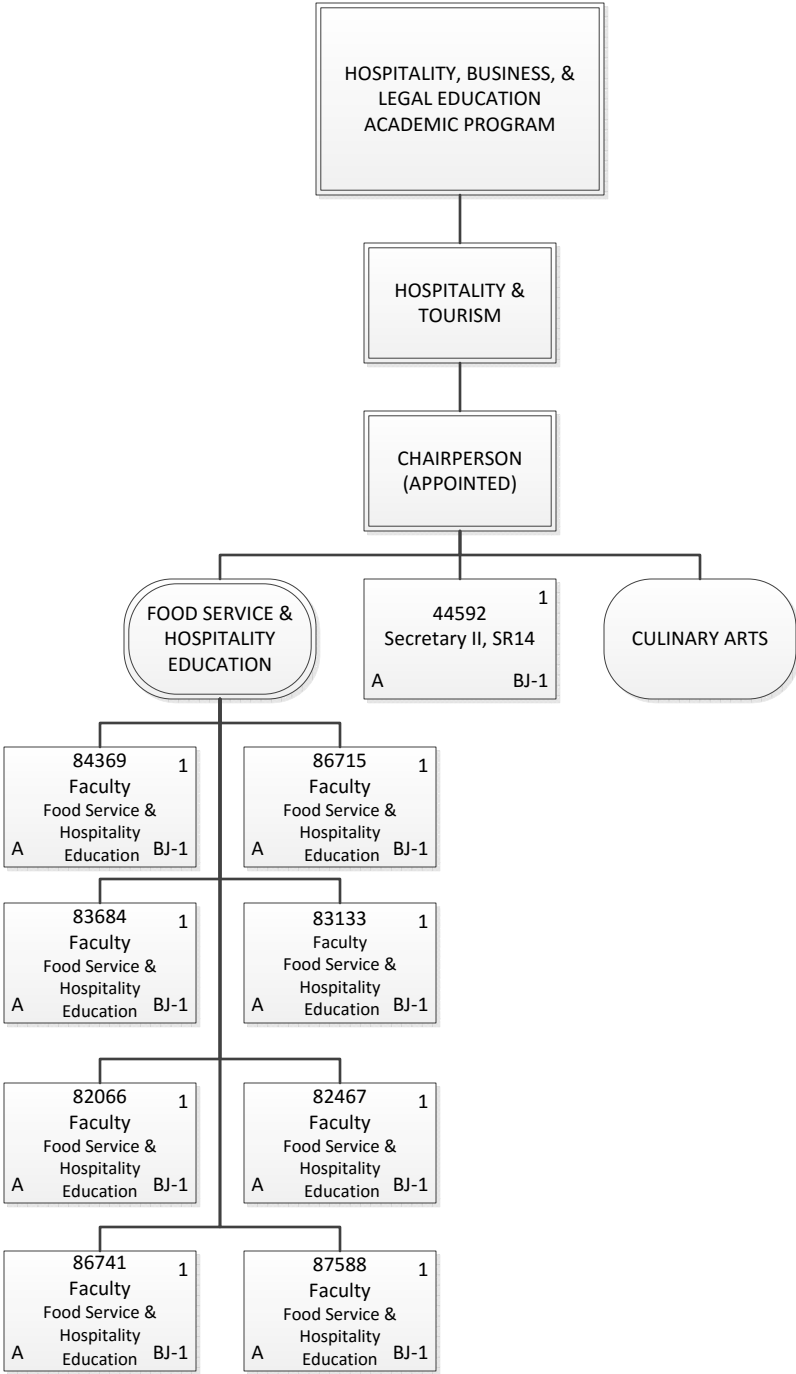 HOSPITALITY, BUSINESS, &
LEGAL EDUCATION
ACADEMIC PROGRAM
HOSPITALITY &
TOURISM
CHAIRPERSON
(APPOINTED)
FOOD SERVICE &
HOSPITALITY
EDUCATION
44592 1
Secretary II, SR14
A BJ-1
CULINARY ARTS
84369 1
Faculty
Food Service &
Hospitality
A Education BJ-1
86715 1
Faculty
Food Service &
Hospitality
A Education BJ-1
83684 1
Faculty
Food Service &
Hospitality
A Education BJ-1
83133 1
Faculty
Food Service &
Hospitality
A Education BJ-1
82066 1
Faculty
Food Service &
Hospitality
A Education BJ-1
82467 1
Faculty
Food Service &
Hospitality
A Education BJ-1
86741 1
Faculty
Food Service &
Hospitality
A Education BJ-1
87588 1
Faculty
Food Service &
Hospitality
A Education BJ-1